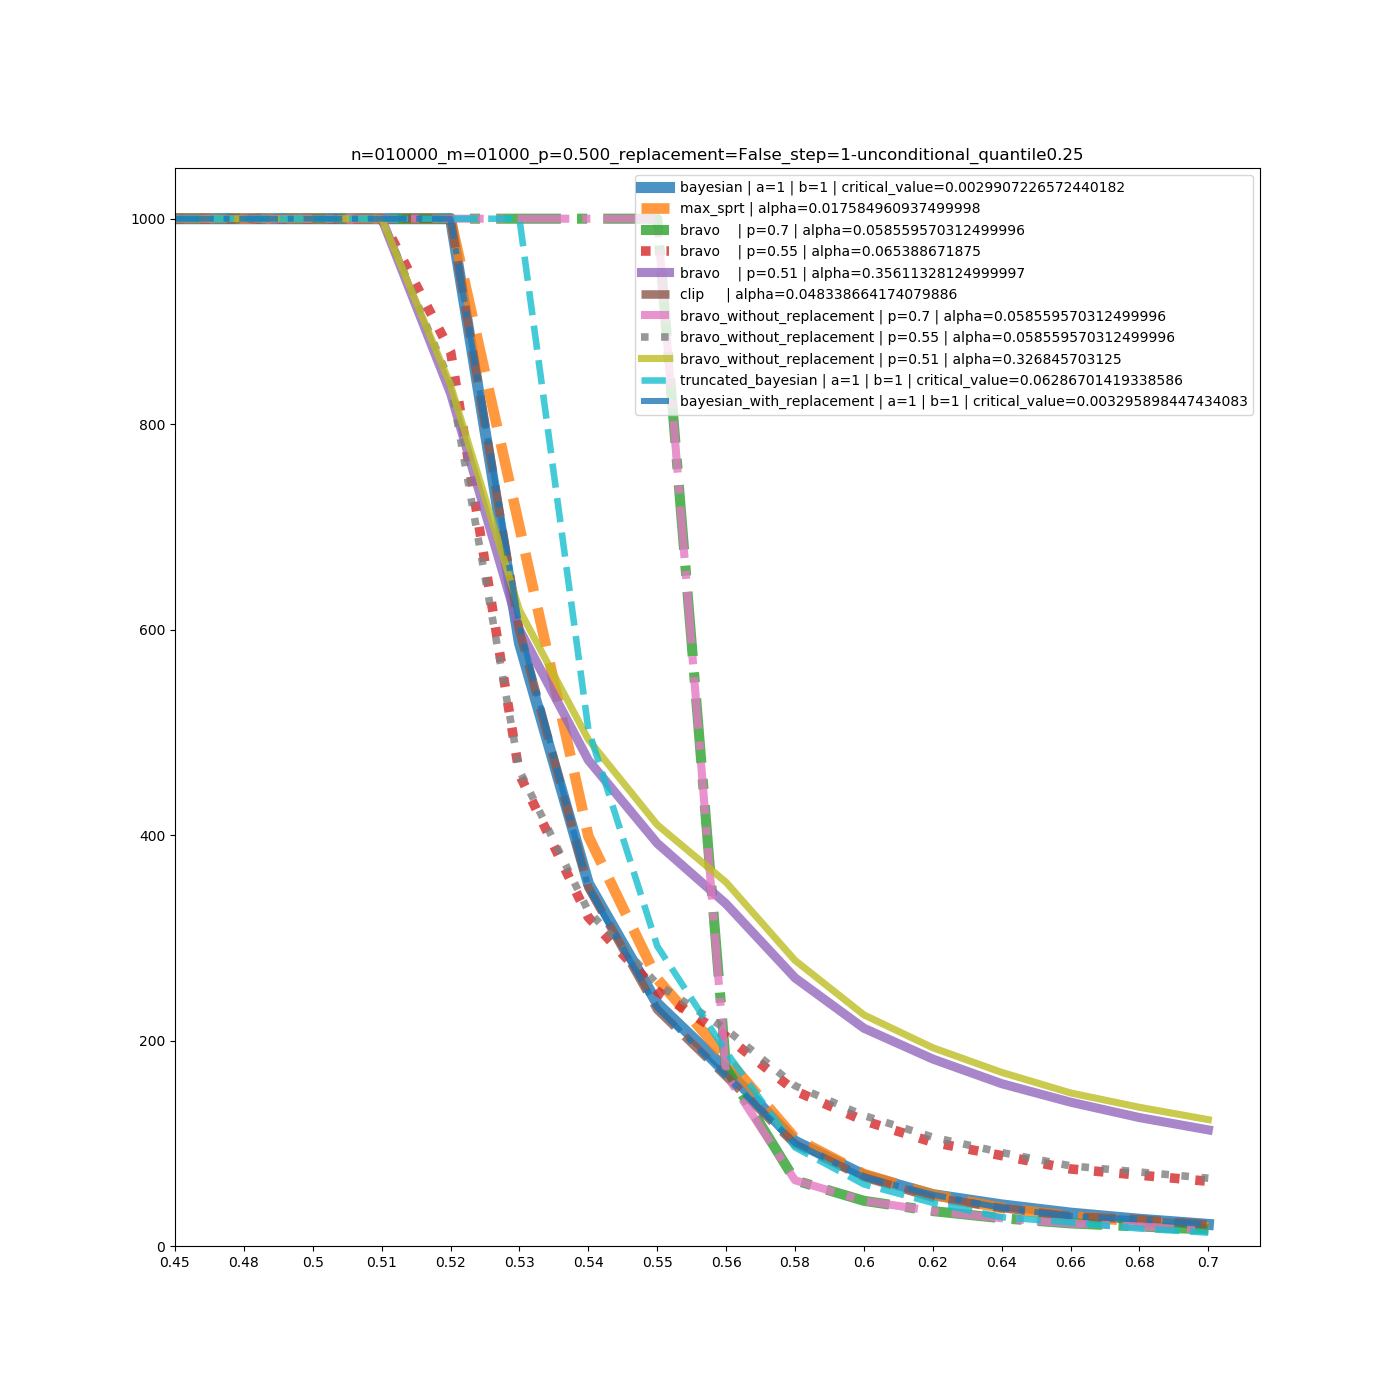 n=010000_m=01000_p=0.500_replacement=False_step=1-unconditional_quantile0.25
bayesian | a=1 | b=1 | critical_value=0.0029907226572440182
max_sprt | alpha=0.017584960937499998
bravo | p=0.7 | alpha=0.058559570312499996
bravo | p=0.55 | alpha=0.065388671875
bravo | p=0.51 | alpha=0.35611328124999997
clip | alpha=0.048338664174079886
bravo_without_replacement | p=0.7 | alpha=0.058559570312499996
bravo_without_replacement | p=0.55 | alpha=0.058559570312499996
bravo_without_replacement | p=0.51 | alpha=0.326845703125
truncated_bayesian | a=1 | b=1 | critical_value=0.06286701419338586
bayesian_with_replacement | a=1 | b=1 | critical_value=0.003295898447434083
1000
800
600
400
200
0
0.45 0.48 0.5 0.51 0.52 0.53 0.54 0.55 0.56 0.58 0.6 0.62 0.64 0.66 0.68 0.7